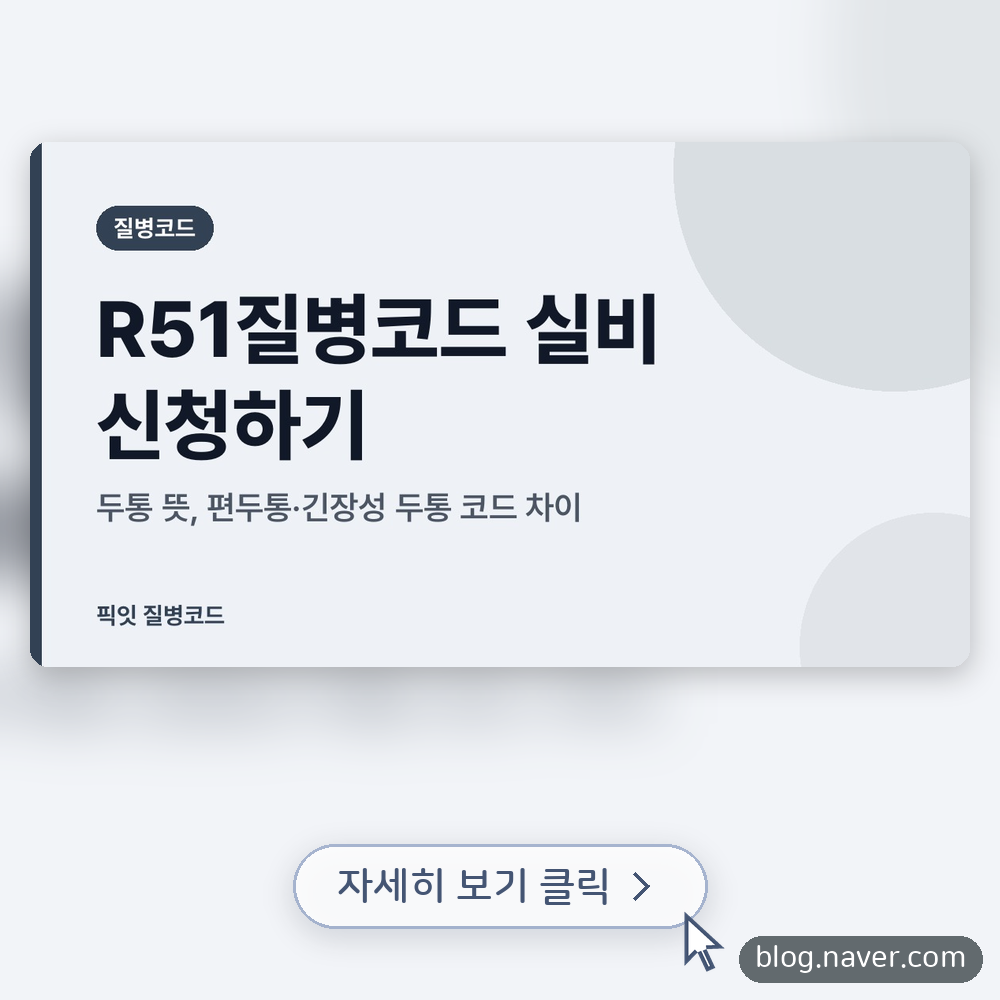 질병코드
R51질병코드 실비
신청하기
두통 뜻, 편두통·긴장성 두통 코드 차이
픽잇 질병코드
자세히 보기 클릭
blog.naver.com